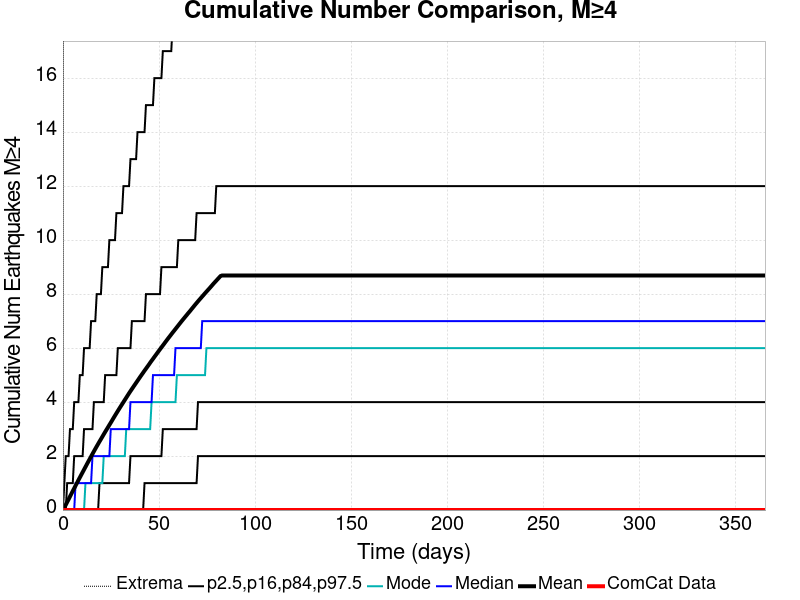 Cumulative Number Comparison, M≥4
Cumulative Num Earthquakes M≥4
16
14
12
10
8
6
4
2
0
0 50 100 150 200 250 300 350
Time (days)
Extrema p2.5,p16,p84,p97.5 Mode Median Mean ComCat Data